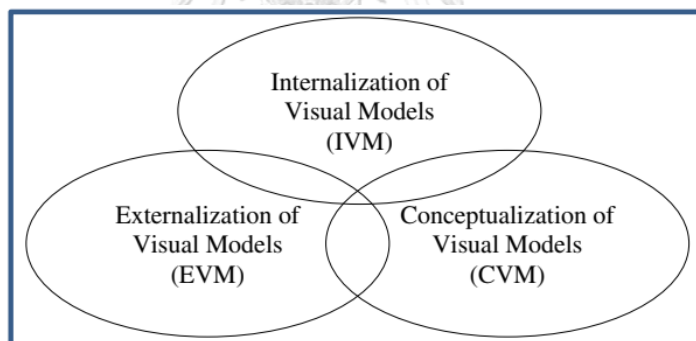 Internalization of
Visual Models
(IVM)
Externalization of
Visual Models
(EVM)
Conceptualization of
Visual Models
(CVM)